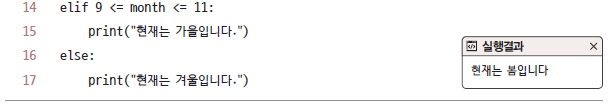 14 elif 9 <= month <= 11:
15     print("현재는 가을입니다.")
16 else:
17     print("현재는 겨울입니다.")
실행결과 ×
현재는 봄입니다